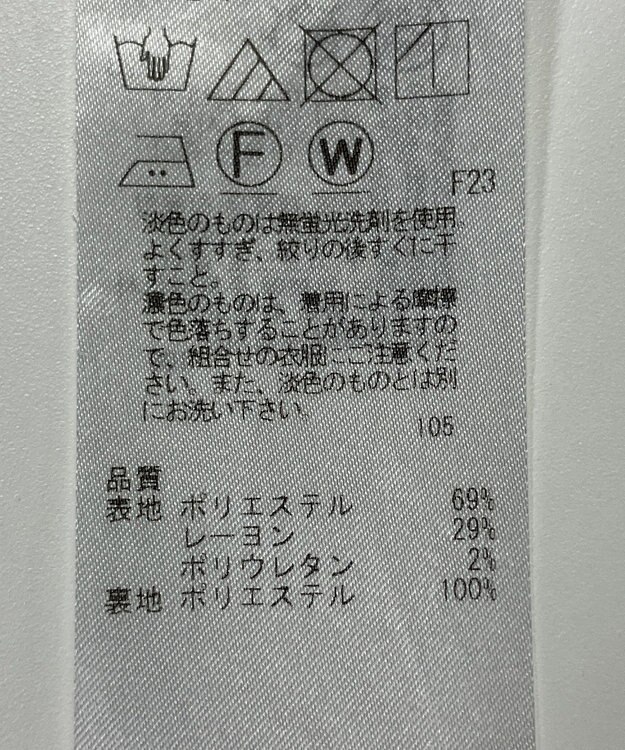 F W F23
淡色のものは無蛍光洗剤を使用。
よくすすぎ、絞りの後すぐに干
すこと。
濃色のものは、着用による摩擦
で色落ちすることがありますの
で、組合せの衣服にご注意くだ
さい。また、淡色のものとは別
にお洗い下さい。
105
品質
表地 ポリエステル 69%
レーヨン 29%
ポリウレタン 2%
裏地 ポリエステル 100%